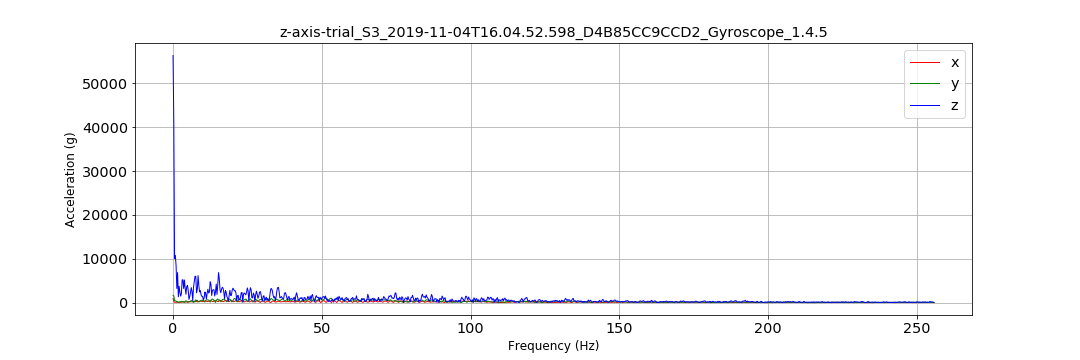 z-axis-trial_S3_2019-11-04T16.04.52.598_D4B85CC9CCD2_Gyroscope_1.4.5
x
y
z
50000
40000
30000
20000
10000
0
Acceleration (g)
0
50
100
150
200
250
Frequency (Hz)